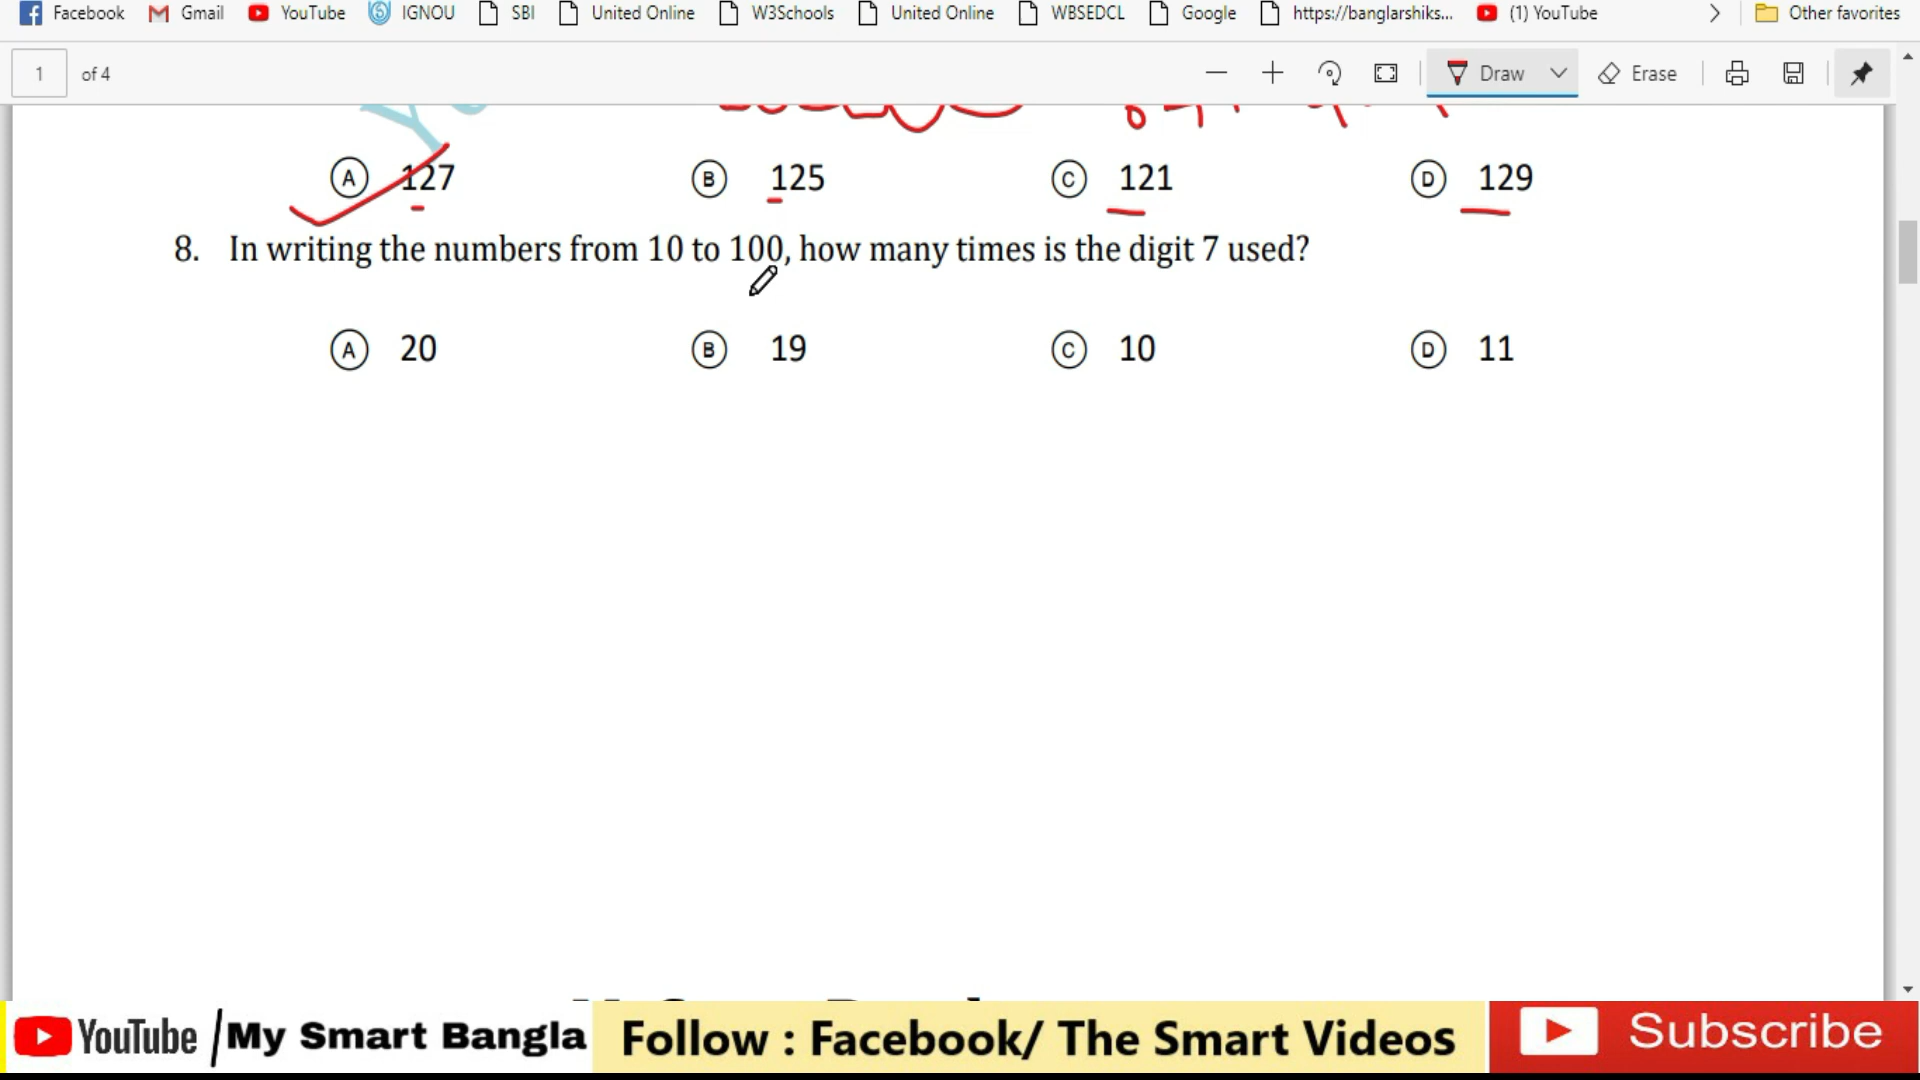 Facebook Gmail YouTube IGNOU SBI United Online W3Schools United Online WBSEDCL Google https://banglarshiks... (1) YouTube Other favorites
1 of 4 Draw Erase
A 127 B 125 C 121 D 129
8. In writing the numbers from 10 to 100, how many times is the digit 7 used?
A 20 B 19 C 10 D 11
YouTube /My Smart Bangla Follow : Facebook/ The Smart Videos Subscribe